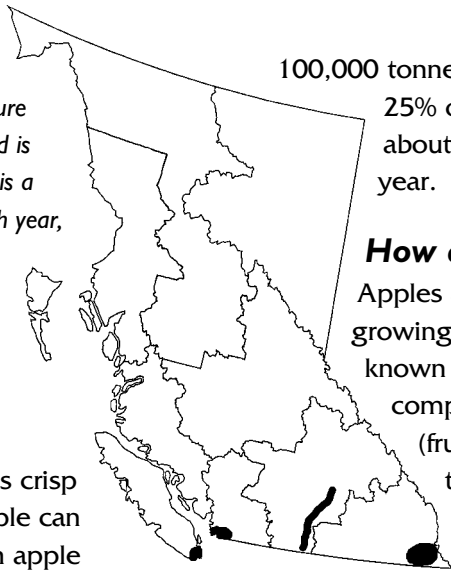 ure
d is
is a
h year,
s crisp
ple can
n apple
100,000 tonne
25% o
about
year.
How
Apples
growing
known
comp
(fru
t